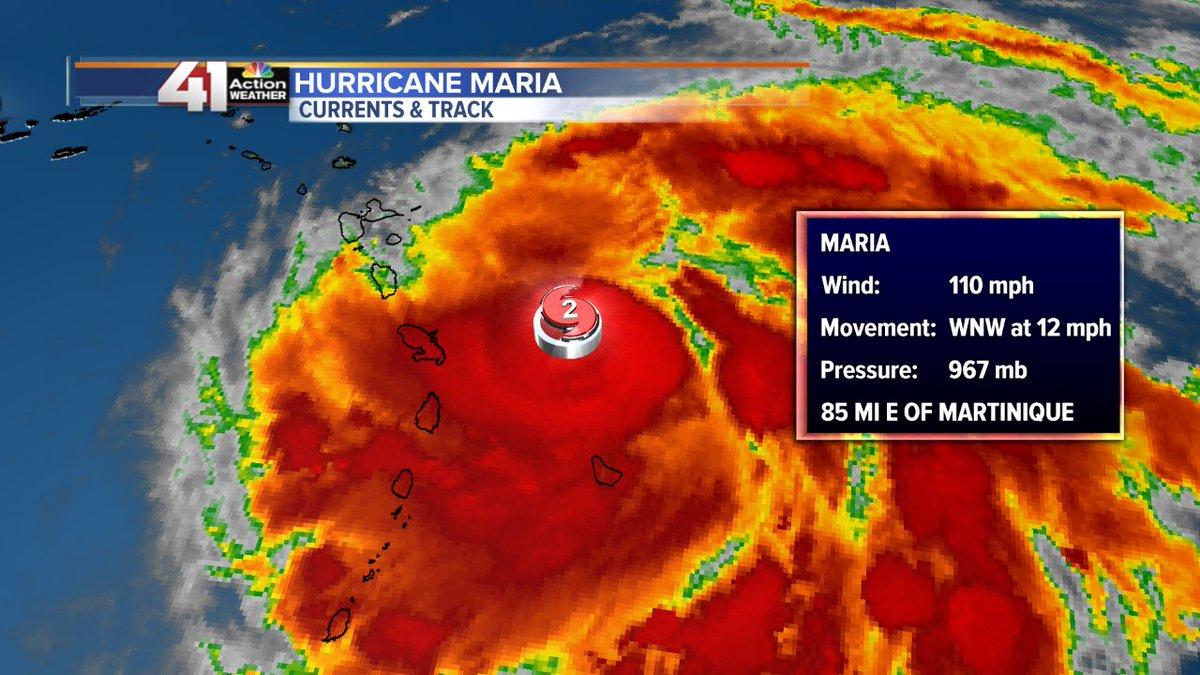 41 Action WEATHER
HURRICANE MARIA
CURRENTS & TRACK
2
MARIA
Wind: 110 mph
Movement: WNW at 12 mph
Pressure: 967 mb
85 MI E OF MARTINIQUE